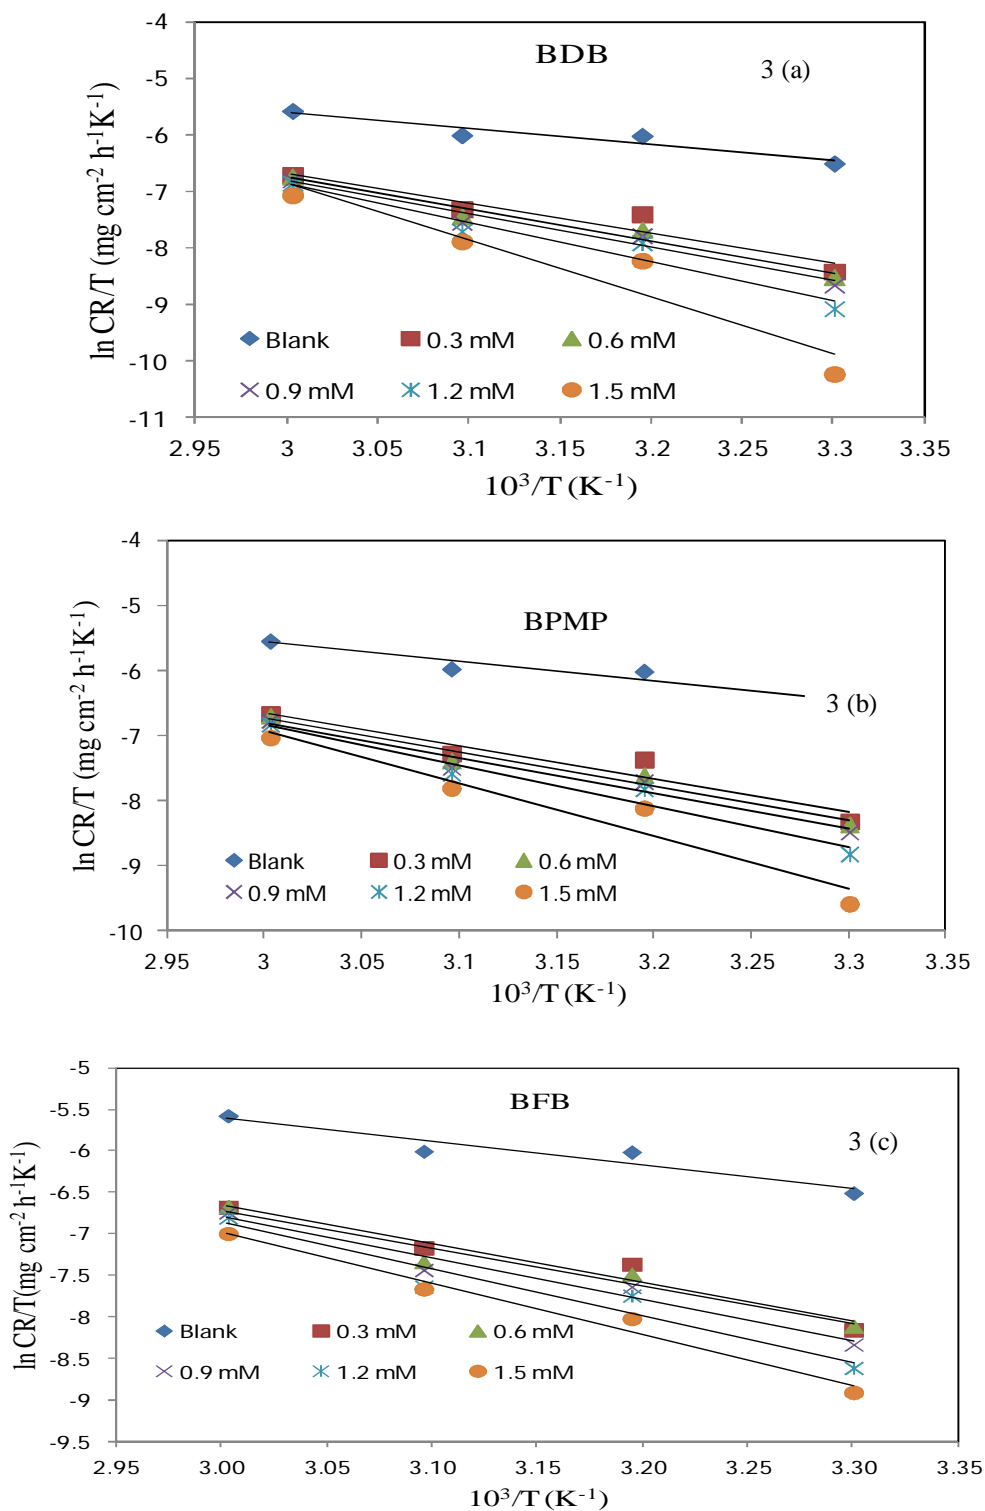 BDB
3 (a)
ln CR/T (mg cm⁻² h⁻¹K⁻¹)
-4
-5
-6
-7
-8
-9
-10
-11
Blank 0.3 mM 0.6 mM
0.9 mM 1.2 mM 1.5 mM
2.95 3 3.05 3.1 3.15 3.2 3.25 3.3 3.35
10³/T (K⁻¹)
BPMP
3 (b)
ln CR/T (mg cm⁻² h⁻¹K⁻¹)
-4
-5
-6
-7
-8
-9
-10
Blank 0.3 mM 0.6 mM
0.9 mM 1.2 mM 1.5 mM
2.95 3 3.05 3.1 3.15 3.2 3.25 3.3 3.35
10³/T (K⁻¹)
BFB
3 (c)
ln CR/T(mg cm⁻² h⁻¹K⁻¹)
-5
-5.5
-6
-6.5
-7
-7.5
-8
-8.5
-9
-9.5
Blank 0.3 mM 0.6 mM
0.9 mM 1.2 mM 1.5 mM
2.95 3.00 3.05 3.10 3.15 3.20 3.25 3.30 3.35
10³/T (K⁻¹)